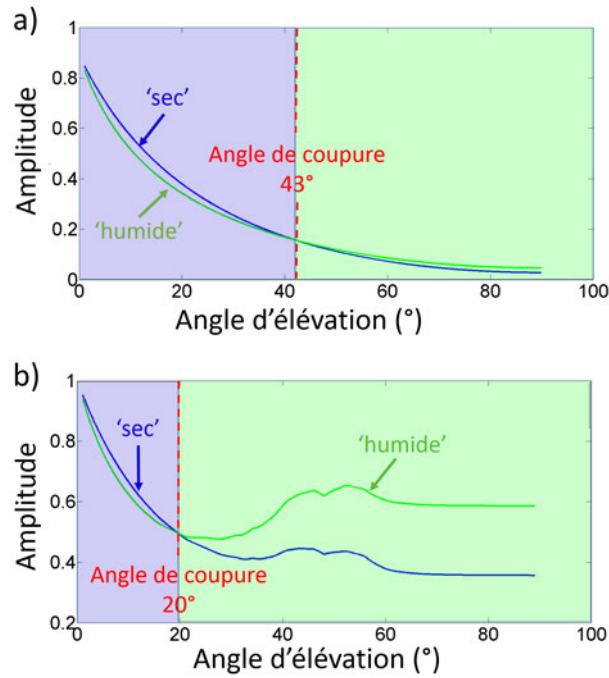 a)
1
0.8
0.6
0.4
0.2
0
Amplitude
'sec'
'humide'
Angle de coupure
43°
0
20
40
60
80
100
Angle d'élévation (°)
b)
1
0.8
0.6
0.4
0.2
Amplitude
'sec'
'humide'
Angle de coupure
20°
0
20
40
60
80
100
Angle d'élévation (°)